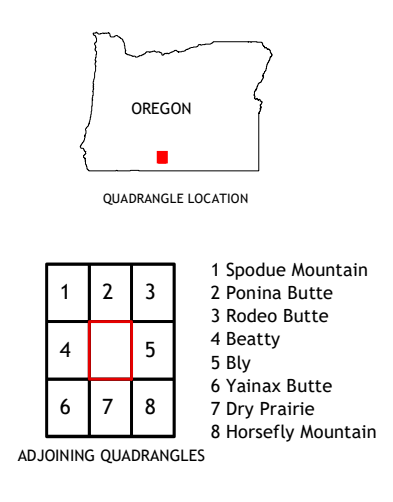 OREGON
QUADRANGLE LOCATION
1 2 3
4 5
6 7 8
1 Spodue Mountain
2 Ponina Butte
3 Rodeo Butte
4 Beatty
5 Bly
6 Yainax Butte
7 Dry Prairie
8 Horsefly Mountain
ADJOINING QUADRANGLES